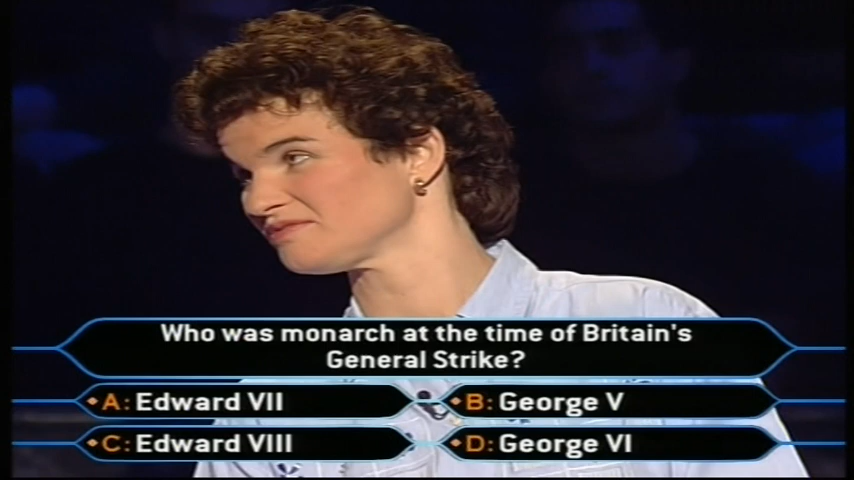 Who was monarch at the time of Britain's
General Strike?
A: Edward VII
B: George V
C: Edward VIII
D: George VI